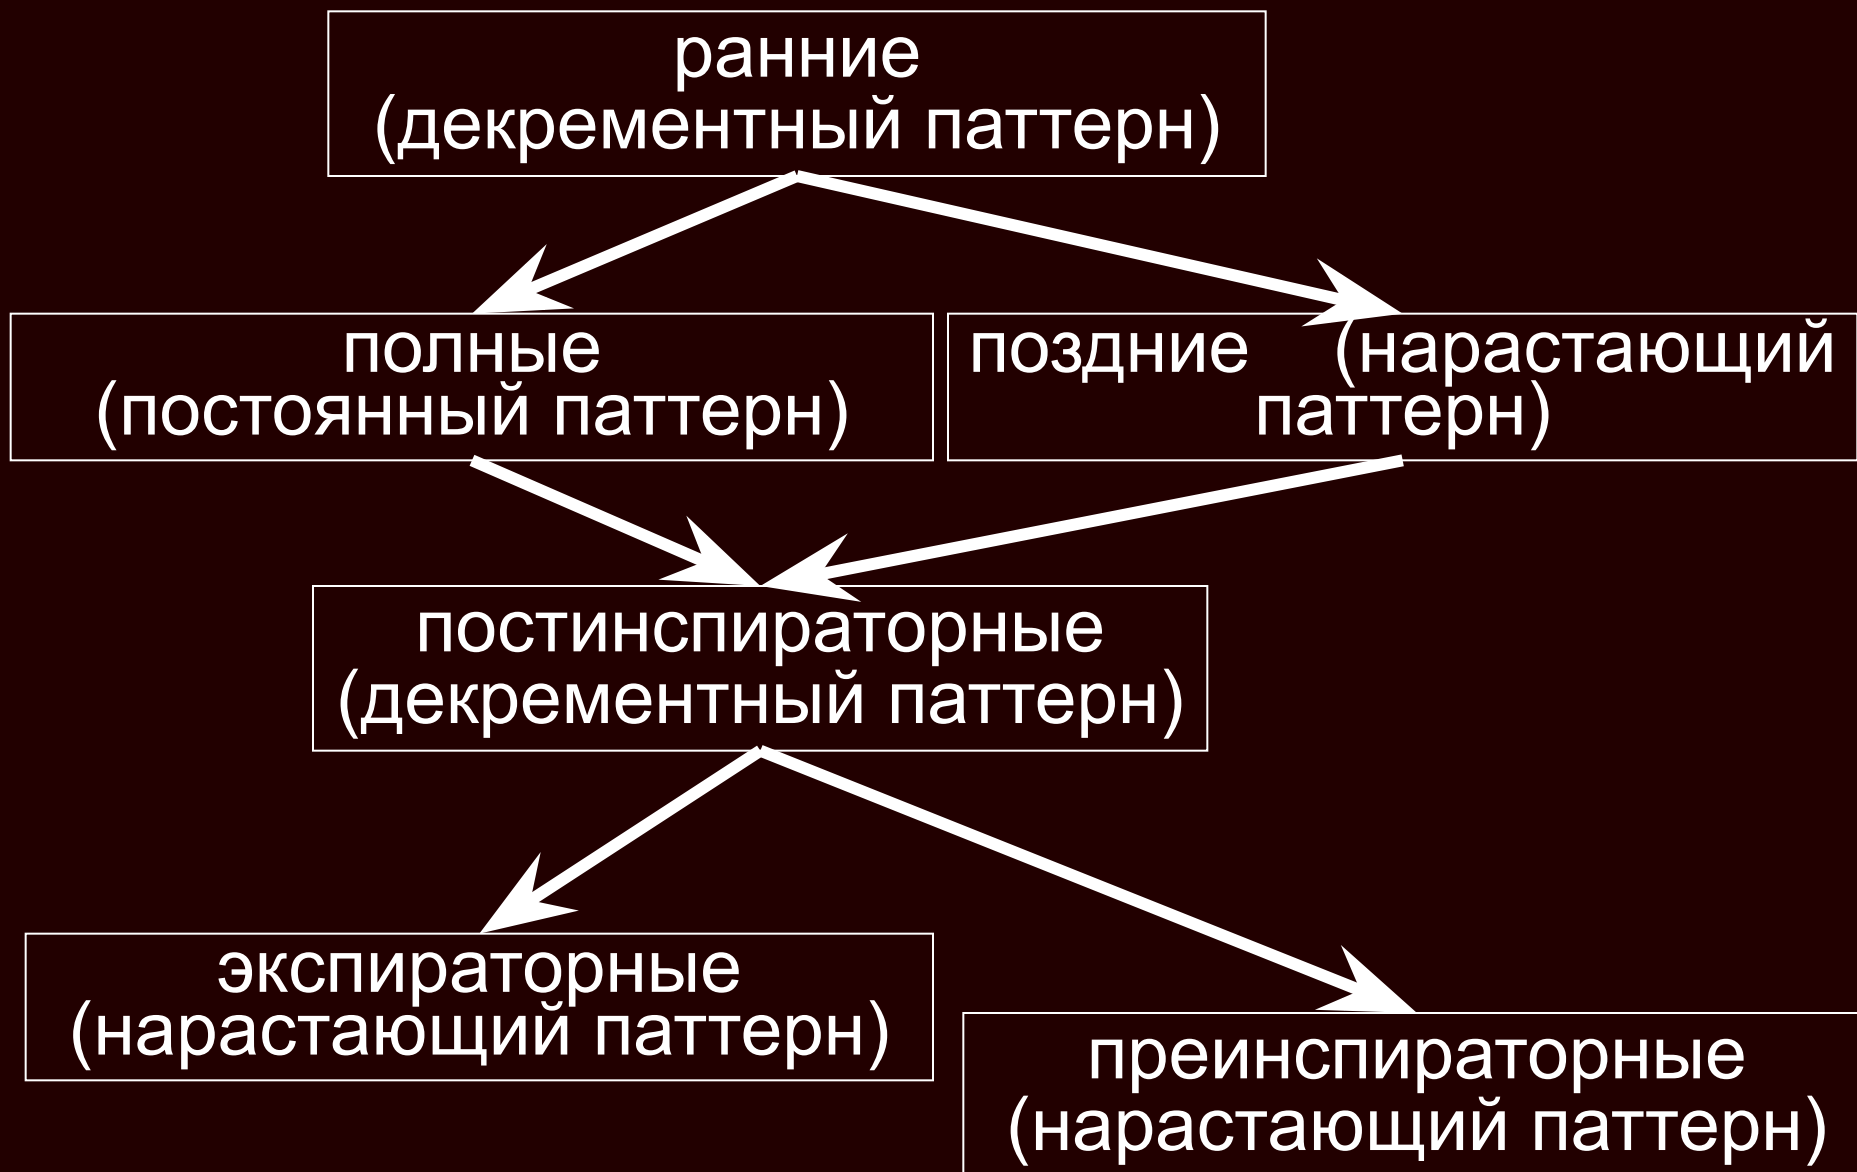 ранние
(декрементный паттерн)
полные
(постоянный паттерн)
поздние (нарастающий
паттерн)
постинспираторные
(декрементный паттерн)
экспираторные
(нарастающий паттерн)
преинспираторные
(нарастающий паттерн)